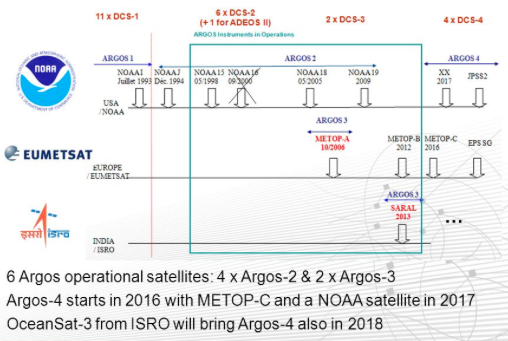 11 x DCS-1
6 x DCS-2
(+ 1 for ADEOS II)
2 x DCS-3
4 x DCS-4
ARGOS Instruments in Operations
ARGOS 1
ARGOS 2
ARGOS 4
NOAA
NOAAI
Juillet 1993
NOAAJ
Déc. 1994
NOAA15
05/1998
NOAA16
09/2000
NOAA18
05/2005
NOAA19
2009
XX
2017
JPSS2
USA
/NOAA
ARGOS 3
METOP-A
10/2006
METOP-B
2012
METOP-C
2016
EPS SG
EUMETSAT
EUROPE
/EUMETSAT
ARGOS 3
SARAL
2013
...
इसरो isro
INDIA
/ ISRO
6 Argos operational satellites: 4 x Argos-2 & 2 x Argos-3
Argos-4 starts in 2016 with METOP-C and a NOAA satellite in 2017
OceanSat-3 from ISRO will bring Argos-4 also in 2018